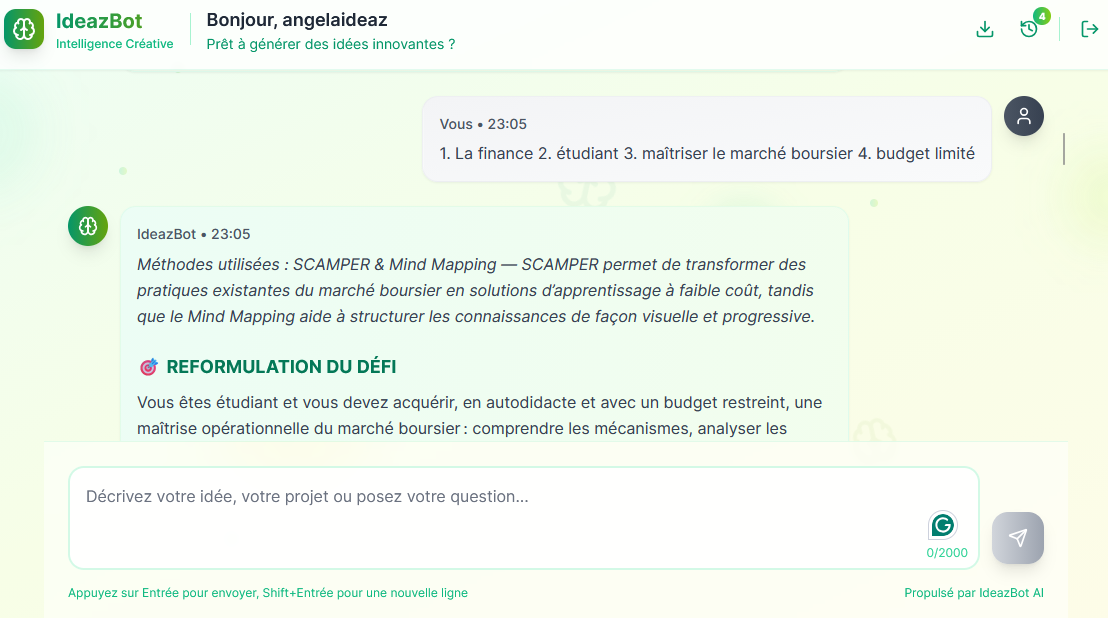 IdeazBot
Intelligence Créative
Bonjour, angelaideaz
Prêt à générer des idées innovantes ?
4
Vous • 23:05
1. La finance 2. étudiant 3. maîtriser le marché boursier 4. budget limité
IdeazBot • 23:05
Méthodes utilisées : SCAMPER & Mind Mapping — SCAMPER permet de transformer des
pratiques existantes du marché boursier en solutions d’apprentissage à faible coût, tandis
que le Mind Mapping aide à structurer les connaissances de façon visuelle et progressive.
🎯 REFORMULATION DU DÉFI
Vous êtes étudiant et vous devez acquérir, en autodidacte et avec un budget restreint, une
maîtrise opérationnelle du marché boursier : comprendre les mécanismes, analyser les
Décrivez votre idée, votre projet ou posez votre question...
0/2000
Appuyez sur Entrée pour envoyer, Shift+Entrée pour une nouvelle ligne
Propulsé par IdeazBot AI